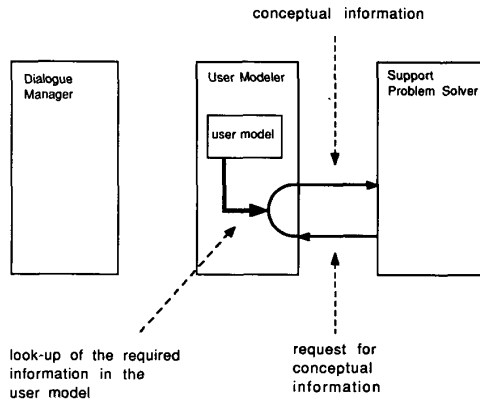 conceptual information
Dialogue
Manager
User Modeler
Support
Problem Solver
user model
look-up of the required
information in the
user model
request for
conceptual
information